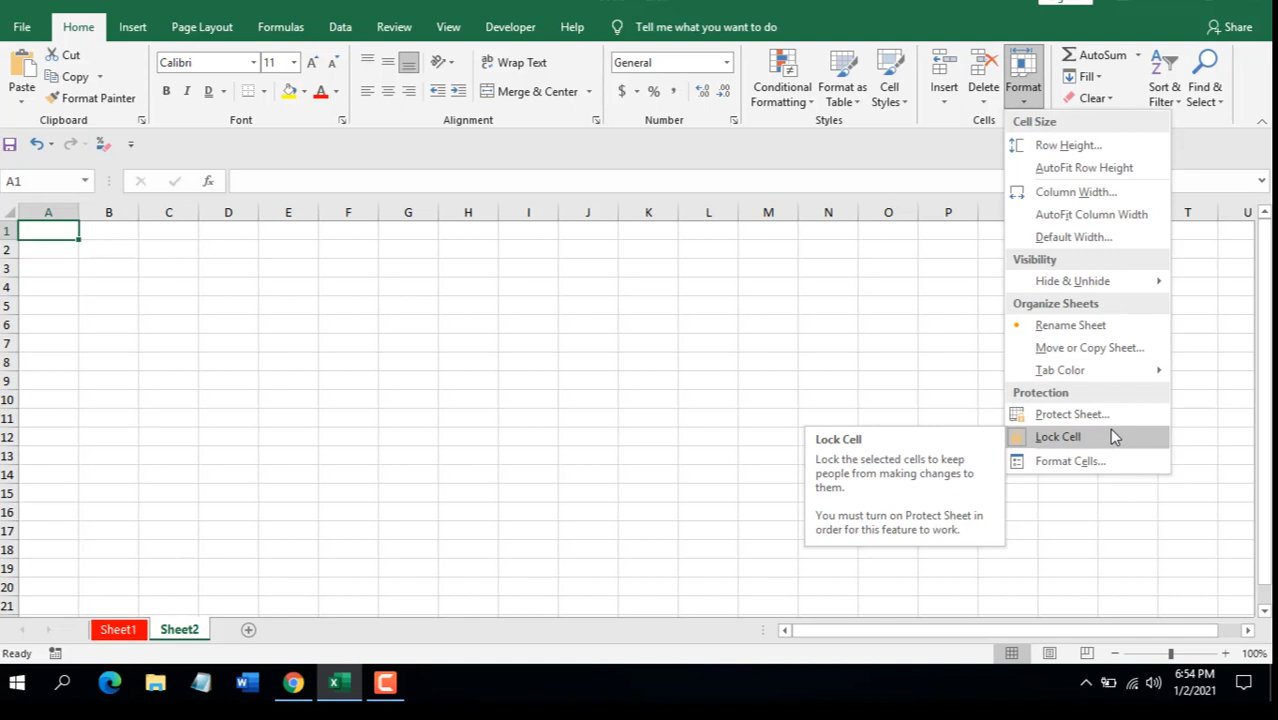 File Home Insert Page Layout Formulas Data Review View Developer Help Tell me what you want to do Share
Paste
Cut
Copy
Format Painter
Clipboard
Calibri 11
B I D
Font
Wrap Text
Merge & Center
Alignment
General
$ % ,
Number
Conditional
Formatting
Format as
Table
Cell
Styles
Styles
Insert Delete Format
Cells
AutoSum
Fill
Clear
Sort &
Filter
Find &
Select
Cell Size
Row Height...
AutoFit Row Height
Column Width...
AutoFit Column Width
Default Width...
Visibility
Hide & Unhide
Organize Sheets
Rename Sheet
Move or Copy Sheet...
Tab Color
Protection
Protect Sheet...
Lock Cell
Format Cells...
Lock Cell
Lock the selected cells to keep
people from making changes to
them.
You must turn on Protect Sheet in
order for this feature to work.
A1 fx
A B C D E F G H I J K L M N O P T U
1
2
3
4
5
6
7
8
9
10
11
12
13
14
15
16
17
18
19
20
21
Sheet1 Sheet2
Ready 100%
6:54 PM
1/2/2021